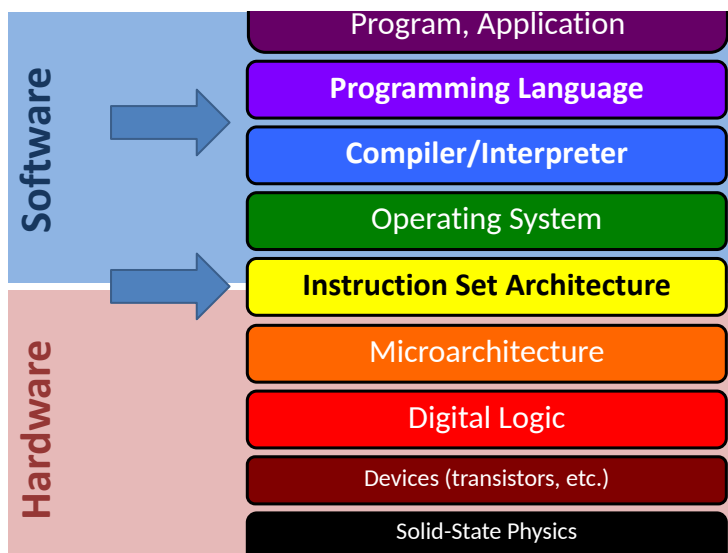 Software
Program, Application
Programming Language
Compiler/Interpreter
Operating System
Instruction Set Architecture
Hardware
Microarchitecture
Digital Logic
Devices (transistors, etc.)
Solid-State Physics